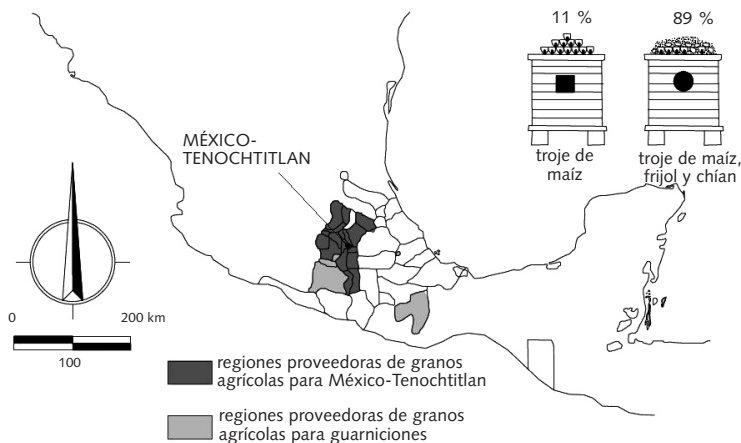 11 %
89 %
troje de
maíz
troje de maíz,
frijol y chían
MÉXICO-
TENOCHTITLAN
0
200 km
100
regiones proveedoras de granos
agrícolas para México-Tenochtitlan
regiones proveedoras de granos
agrícolas para guarniciones